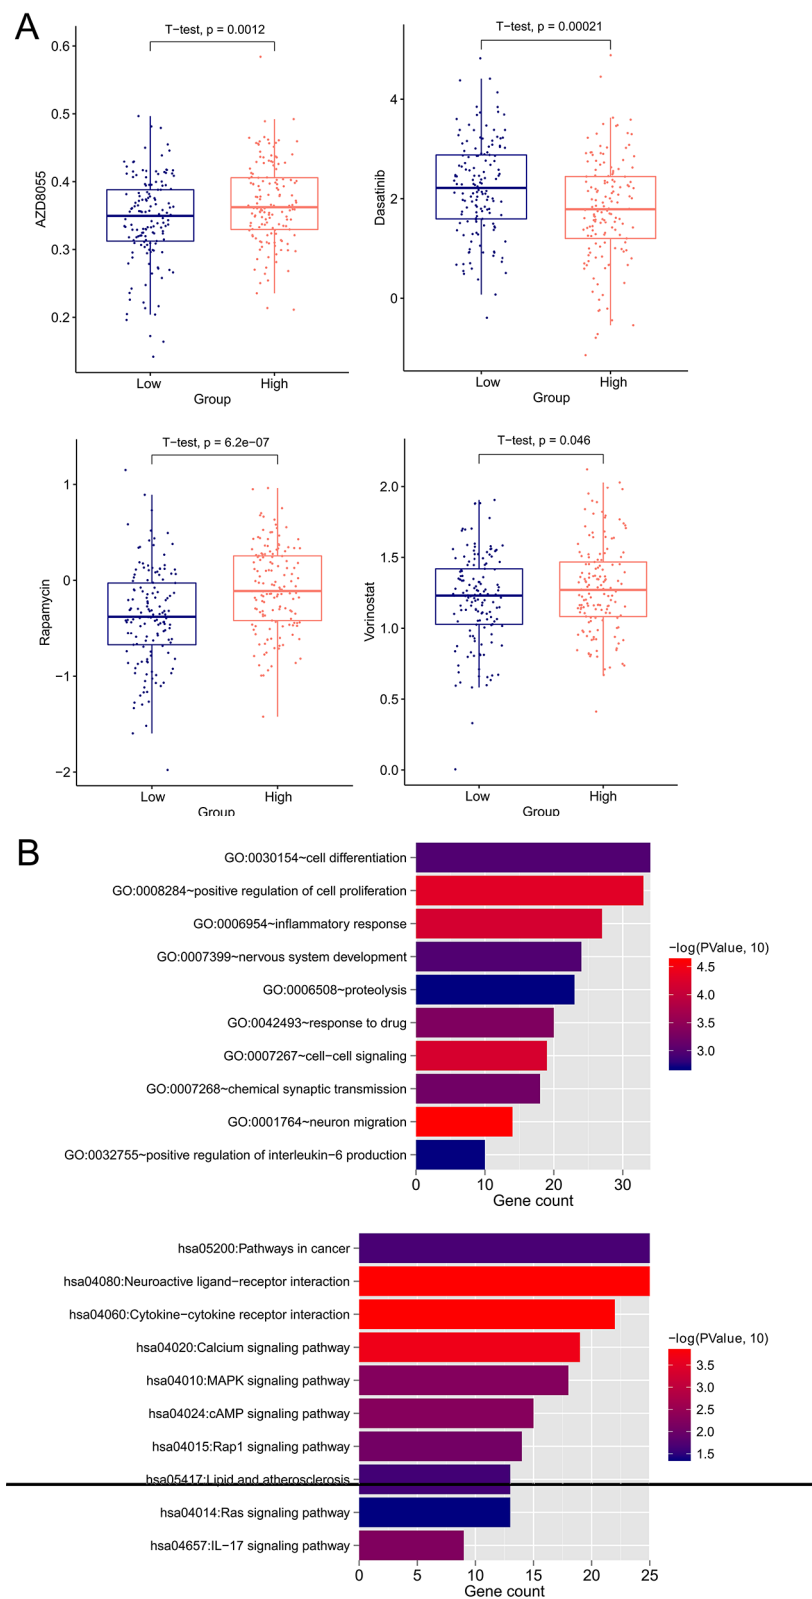 A
T−test, p = 0.0012
AZD8055
0.6
0.5
0.4
0.3
0.2
Low High
Group
T−test, p = 0.00021
Dasatinib
4
2
0
Low High
Group
T−test, p = 6.2e−07
Rapamycin
1
0
−1
−2
Low High
Group
T−test, p = 0.046
Vorinostat
2.0
1.5
1.0
0.5
0.0
Low High
Group
B
GO:0030154~cell differentiation
GO:0008284~positive regulation of cell proliferation
GO:0006954~inflammatory response
GO:0007399~nervous system development
GO:0006508~proteolysis
GO:0042493~response to drug
GO:0007267~cell−cell signaling
GO:0007268~chemical synaptic transmission
GO:0001764~neuron migration
GO:0032755~positive regulation of interleukin−6 production
0 10 20 30
Gene count
−log(PValue, 10)
4.5
4.0
3.5
3.0
hsa05200:Pathways in cancer
hsa04080:Neuroactive ligand−receptor interaction
hsa04060:Cytokine−cytokine receptor interaction
hsa04020:Calcium signaling pathway
hsa04010:MAPK signaling pathway
hsa04024:cAMP signaling pathway
hsa04015:Rap1 signaling pathway
hsa05417:Lipid and atherosclerosis
hsa04014:Ras signaling pathway
hsa04657:IL−17 signaling pathway
0 5 10 15 20 25
Gene count
−log(PValue, 10)
3.5
3.0
2.5
2.0
1.5